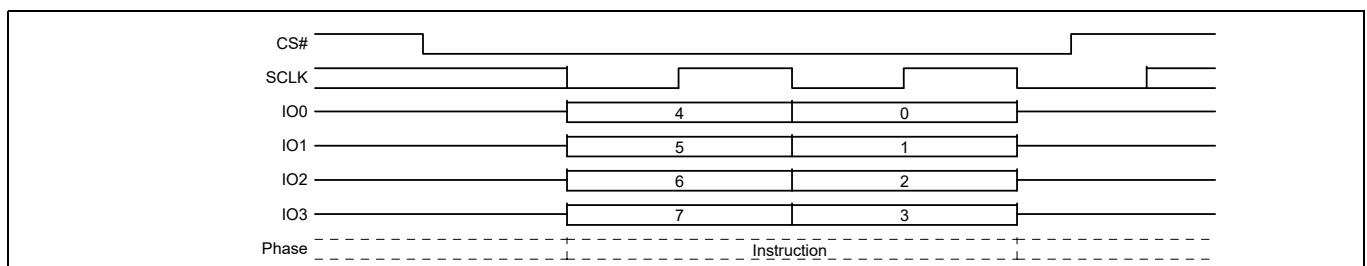 CS#
SCLK
IO0 4 0
IO1 5 1
IO2 6 2
IO3 7 3
Phase Instruction